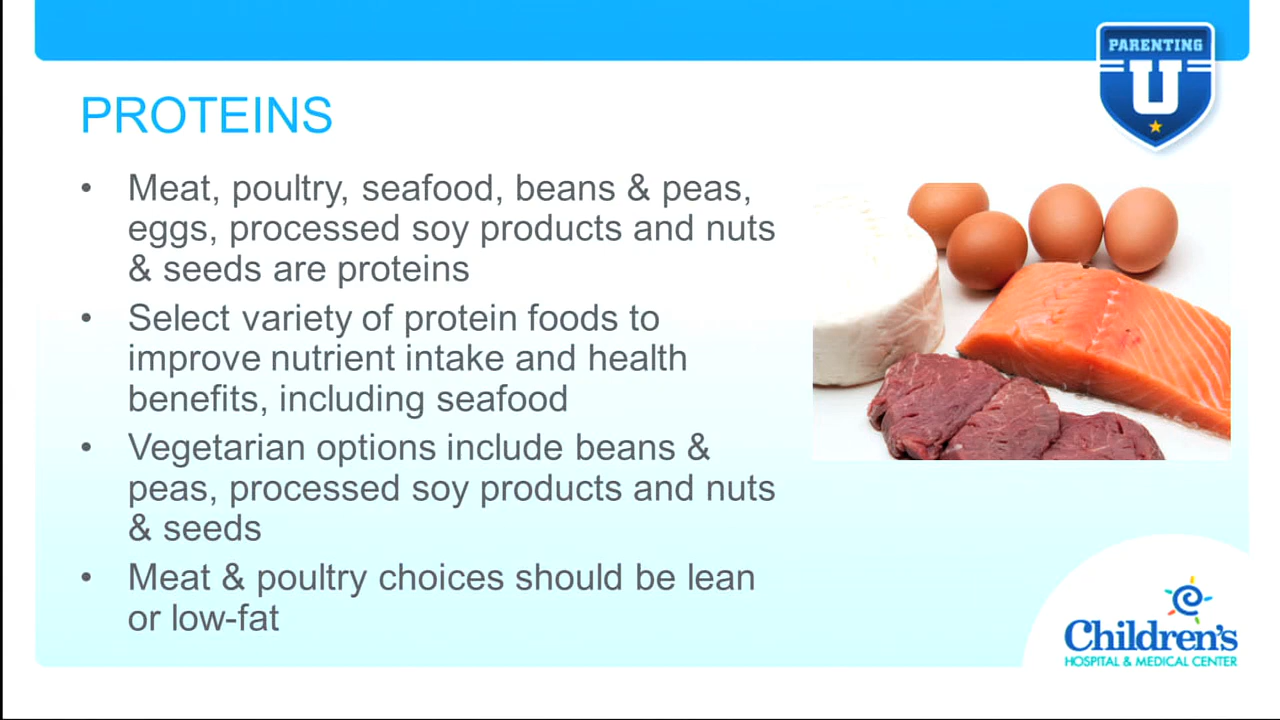 PARENTING
U
PROTEINS
• Meat, poultry, seafood, beans & peas,
eggs, processed soy products and nuts
& seeds are proteins
• Select variety of protein foods to
improve nutrient intake and health
benefits, including seafood
• Vegetarian options include beans &
peas, processed soy products and nuts
& seeds
• Meat & poultry choices should be lean
or low-fat
Children's
HOSPITAL & MEDICAL CENTER